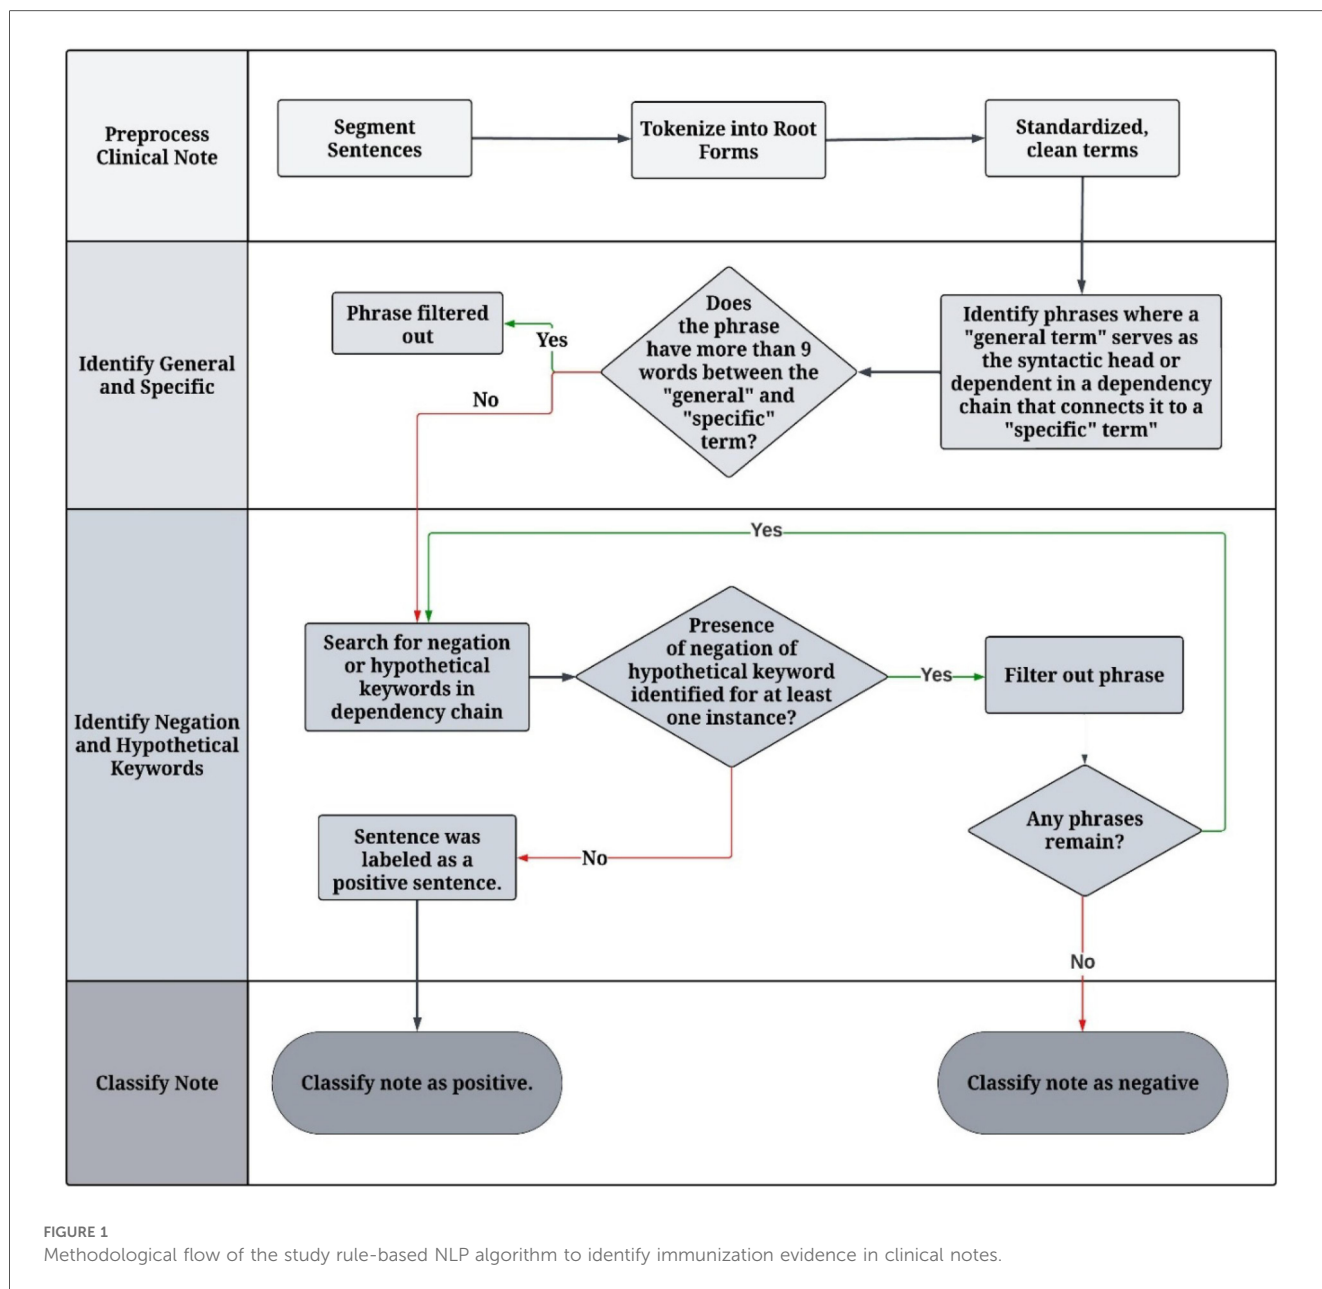 Preprocess
Clinical Note
Segment
Sentences
Tokenize into Root
Forms
Standardized,
clean terms
Identify General
and Specific
Phrase filtered
out
Yes
No
Does
the phrase
have more than 9
words between the
"general" and
"specific"
term?
Identify phrases where a
"general term" serves as
the syntactic head or
dependent in a dependency
chain that connects it to a
"specific" term"
Identify Negation
and Hypothetical
Keywords
Yes
Search for negation
or hypothetical
keywords in
dependency chain
Presence
of negation of
hypothetical keyword
identified for at least
one instance?
Yes
Filter out phrase
Sentence was
labeled as a
positive sentence.
No
Any phrases
remain?
No
Classify Note
Classify note as positive.
Classify note as negative
FIGURE 1
Methodological flow of the study rule-based NLP algorithm to identify immunization evidence in clinical notes.